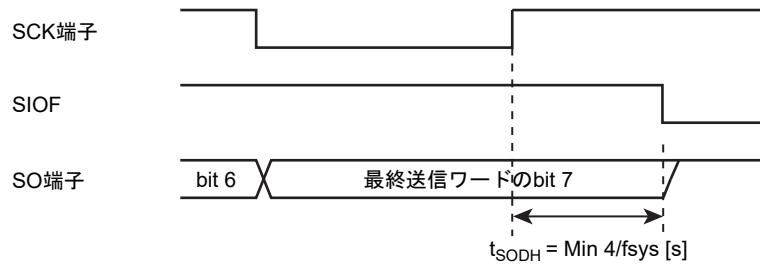 SCK端子
SIOF
SO端子 bit 6 最終送信ワードのbit 7
tSODH = Min 4/fsys [s]